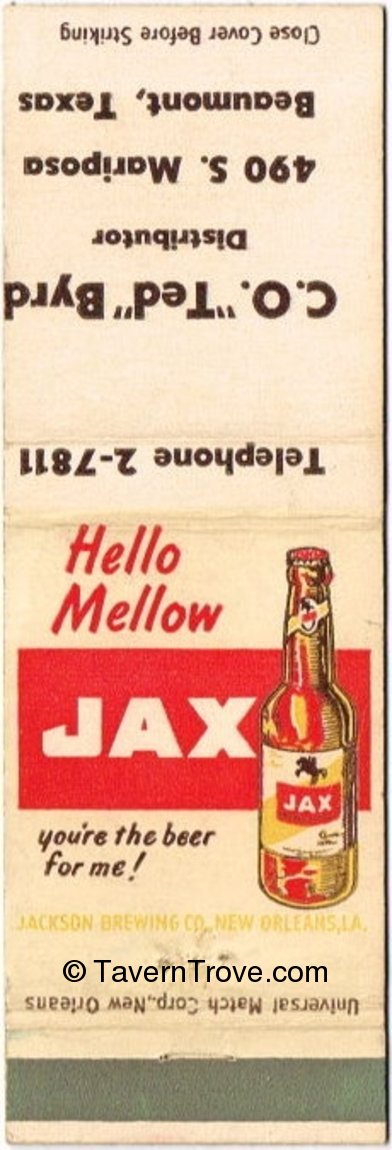 Close Cover Before Striking
Beaumont, Texas
490 S. Mariposa
Distributor
C.O. "Ted" Byrd
Telephone 2-7811
Hello
Mellow
JAX
JAX
you're the beer
for me!
JACKSON BREWING CO., NEW ORLEANS, LA.
© TavernTrove.com
Universal Match Corp., New Orleans